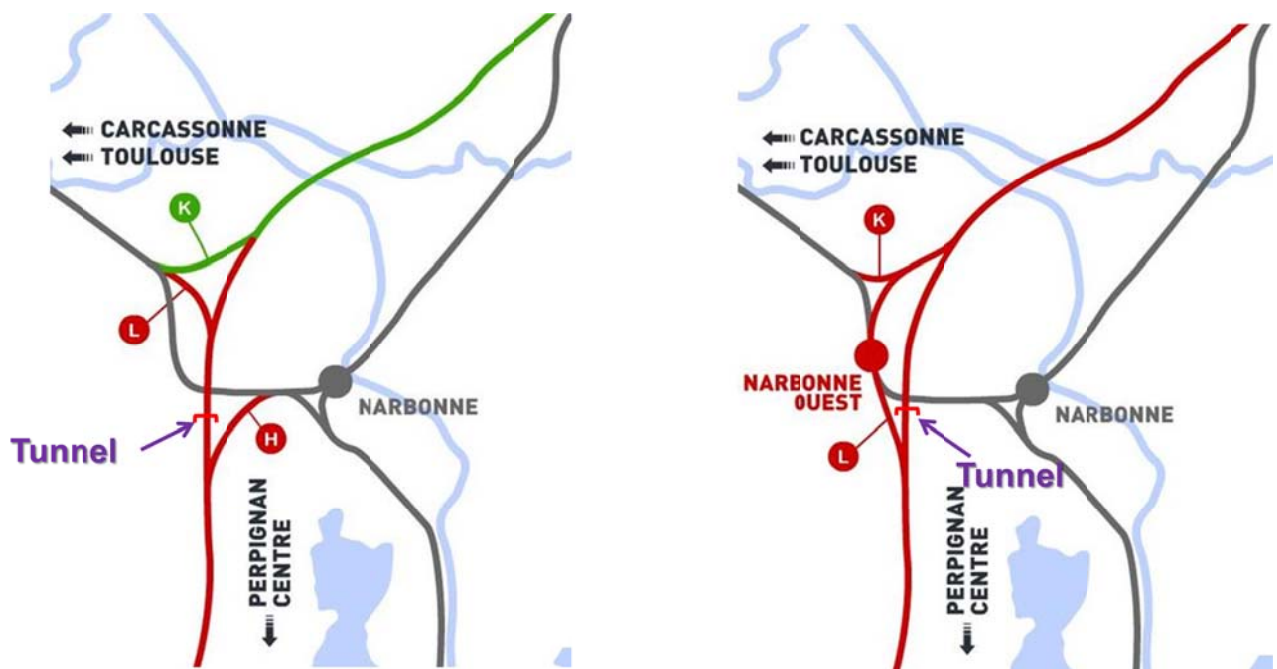 CARCASSONNE
TOULOUSE
K
L
NARBONNE
Tunnel
H
PERPIGNAN
CENTRE
CARCASSONNE
TOULOUSE
K
NARBONNE
OUEST
NARBONNE
L
Tunnel
PERPIGNAN
CENTRE